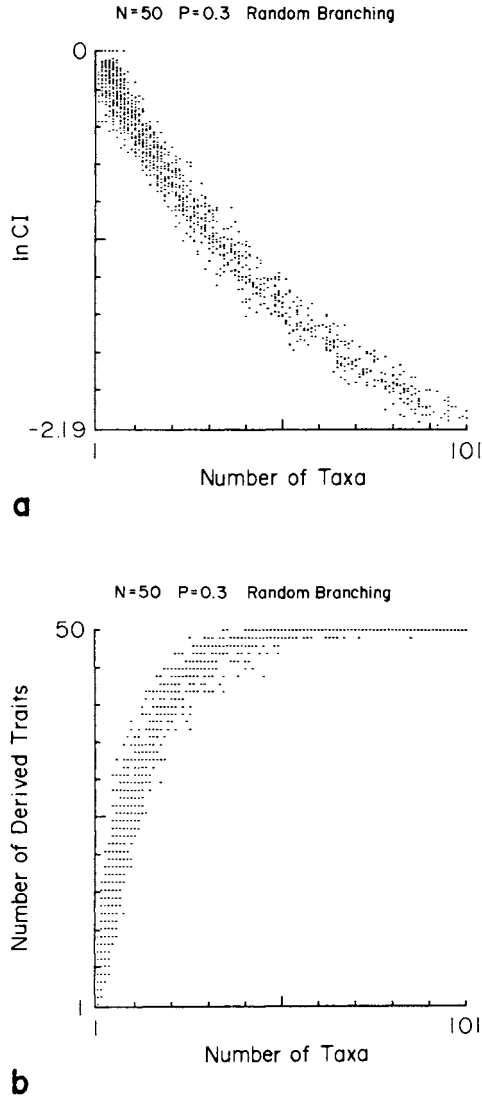 N=50 P=0.3 Random Branching
0
ln CI
-2.19
1
101
Number of Taxa
a
N=50 P=0.3 Random Branching
50
Number of Derived Traits
1
1
101
Number of Taxa
b